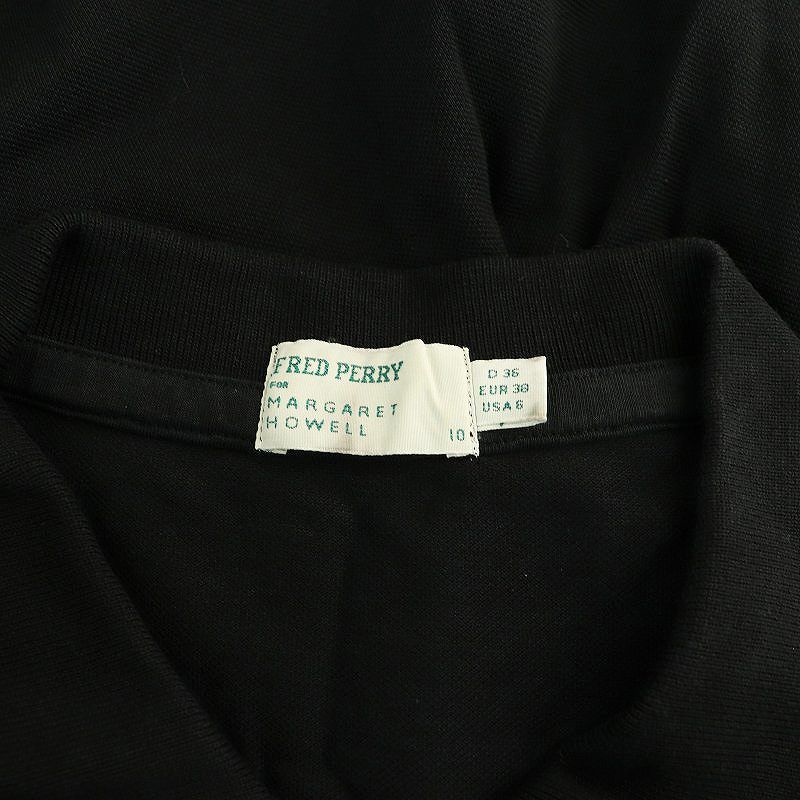 FRED PERRY
FOR
MARGARET
HOWELL
10
D 36
EUR 38
USA 6